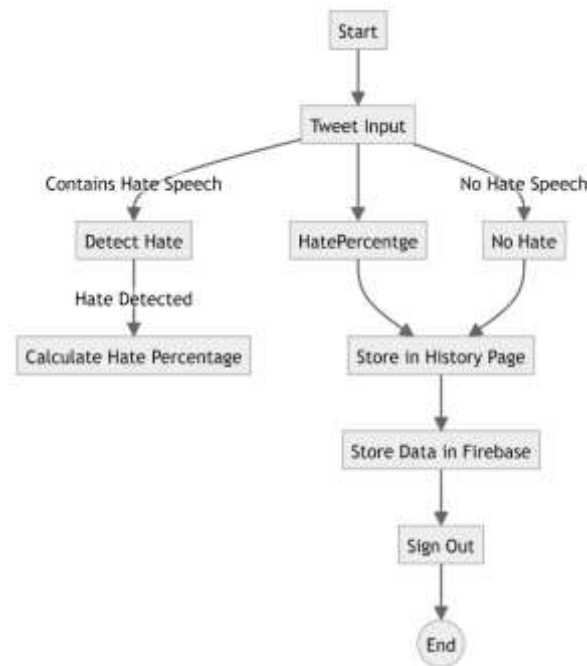 Start
Tweet Input
Contains Hate Speech
No Hate Speech
Detect Hate
HatePercentge
No Hate
Hate Detected
Calculate Hate Percentage
Store in History Page
Store Data in Firebase
Sign Out
End